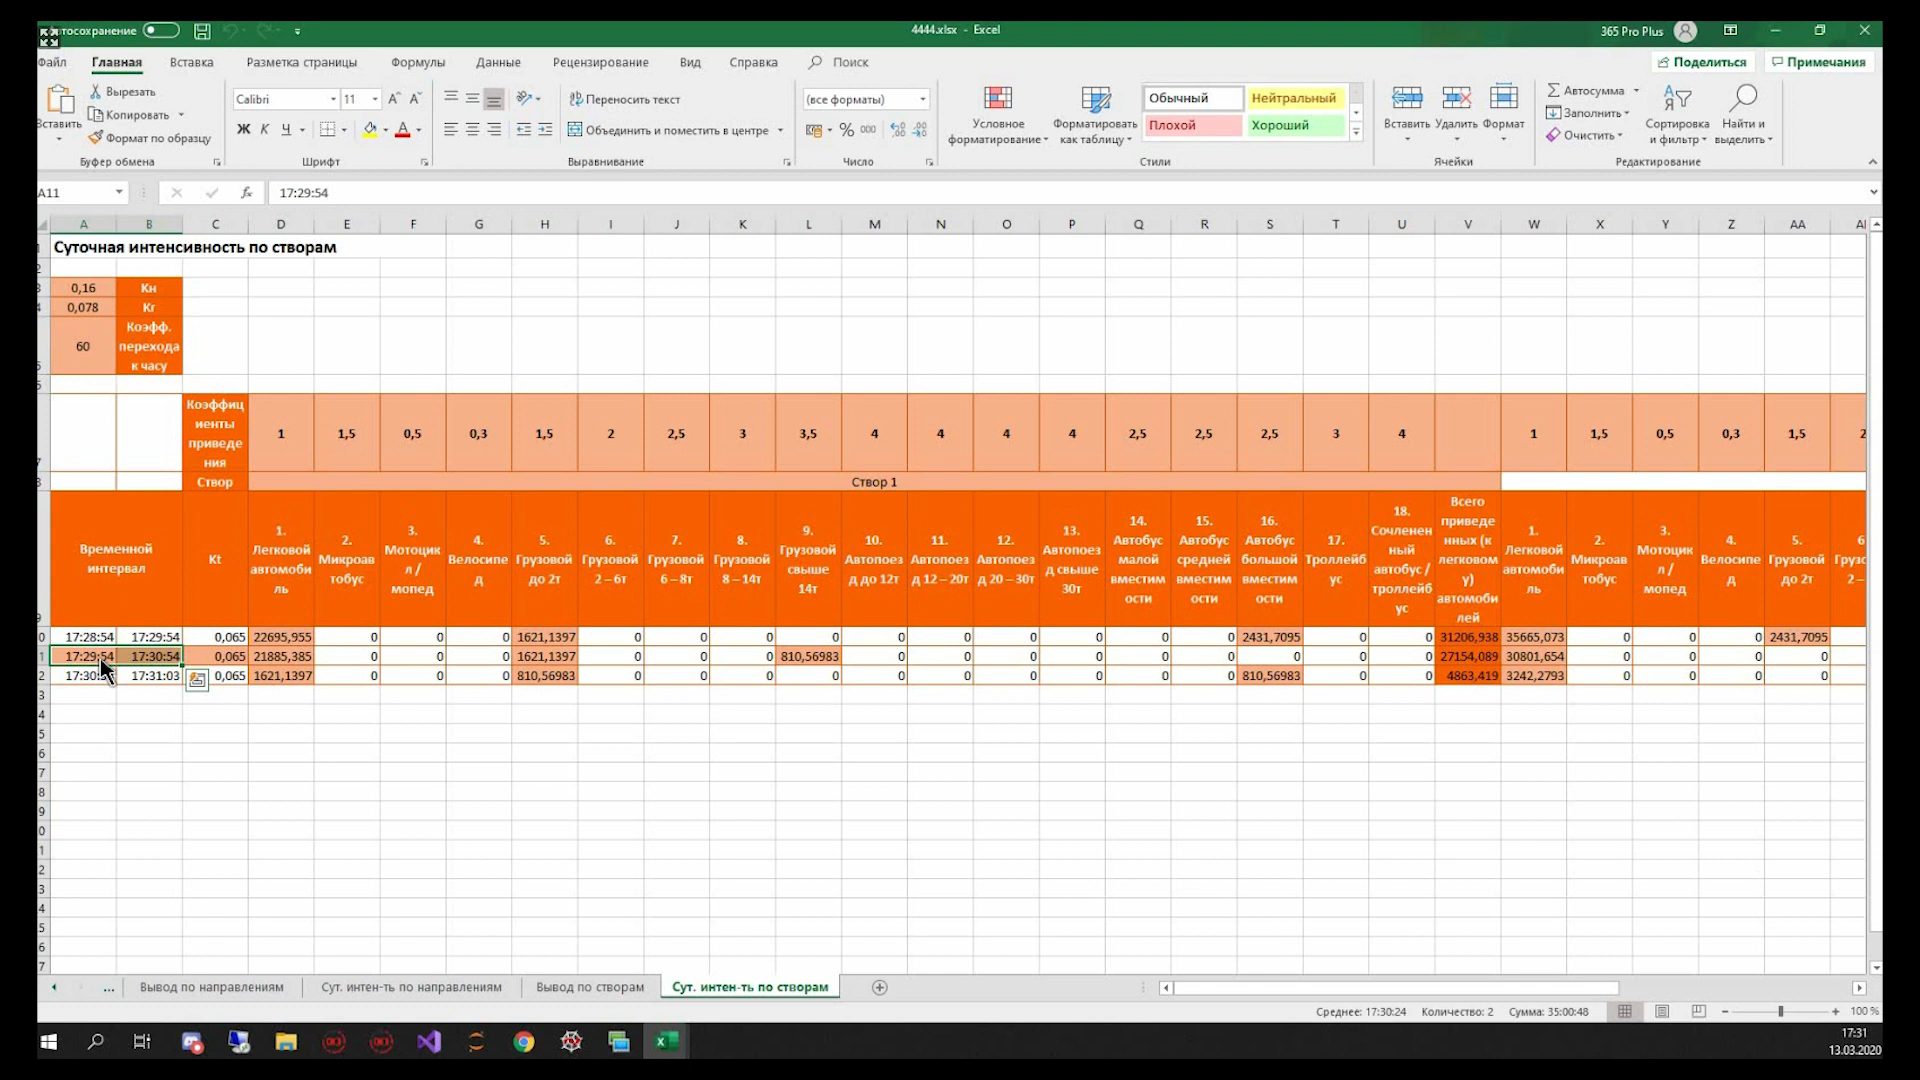 тосохранение
4444.xlsx - Excel
365 Pro Plus
Файл Главная Вставка Разметка страницы Формулы Данные Рецензирование Вид Справка Поиск Поделиться Примечания
Вставить
Вырезать
Копировать
Формат по образцу
Буфер обмена
Calibri 11
Ж К Ч
Шрифт
Переносить текст
Объединить и поместить в центре
Выравнивание
(все форматы)
% 000
Число
Условное форматирование
Форматировать как таблицу
Обычный Нейтральный
Плохой Хороший
Стили
Вставить Удалить Формат
Ячейки
Автосумма
Заполнить
Очистить
Сортировка и фильтр
Найти и выделить
Редактирование
A11 fx 17:29:54
A B C D E F G H I J K L M N O P Q R S T U V W X Y Z AA
Суточная интенсивность по створам
0,16 Кн
0,078 Кг
60 Коэфф. перехода к часу
Коэффициенты приведения 1 1,5 0,5 0,3 1,5 2 2,5 3 3,5 4 4 4 4 2,5 2,5 2,5 3 4 1 1,5 0,5 0,3 1,5 2
Створ Створ 1
Временной интервал
Kt
1. Легковой автомобиль
2. Микроавтобус
3. Мотоцикл / мопед
4. Велосипед
5. Грузовой до 2т
6. Грузовой 2 – 6т
7. Грузовой 6 – 8т
8. Грузовой 8 – 14т
9. Грузовой свыше 14т
10. Автопоезд до 12т
11. Автопоезд 12 – 20т
12. Автопоезд 20 – 30т
13. Автопоезд свыше 30т
14. Автобус малой вместимости
15. Автобус средней вместимости
16. Автобус большой вместимости
17. Троллейбус
18. Сочлененный автобус / троллейбус
Всего приведенных (к легковому) автомобилей
1. Легковой автомобиль
2. Микроавтобус
3. Мотоцикл / мопед
4. Велосипед
5. Грузовой до 2т
17:28:54 17:29:54 0,065 22695,955 0 0 0 1621,1397 0 0 0 0 0 0 0 0 0 0 2431,7095 0 0 31206,938 35665,073 0 0 0 2431,7095
17:29:54 17:30:54 0,065 21885,385 0 0 0 1621,1397 0 0 0 810,56983 0 0 0 0 0 0 0 0 0 27154,089 30801,654 0 0 0 0
17:30: 17:31:03 0,065 1621,1397 0 0 0 810,56983 0 0 0 0 0 0 0 0 0 0 810,56983 0 0 4863,419 3242,2793 0 0 0 0
... Вывод по направлениям Сут. интен-ть по направлениям Вывод по створам Сут. интен-ть по створам
Среднее: 17:30:24 Количество: 2 Сумма: 35:00:48 100 %
17:31
13.03.2020